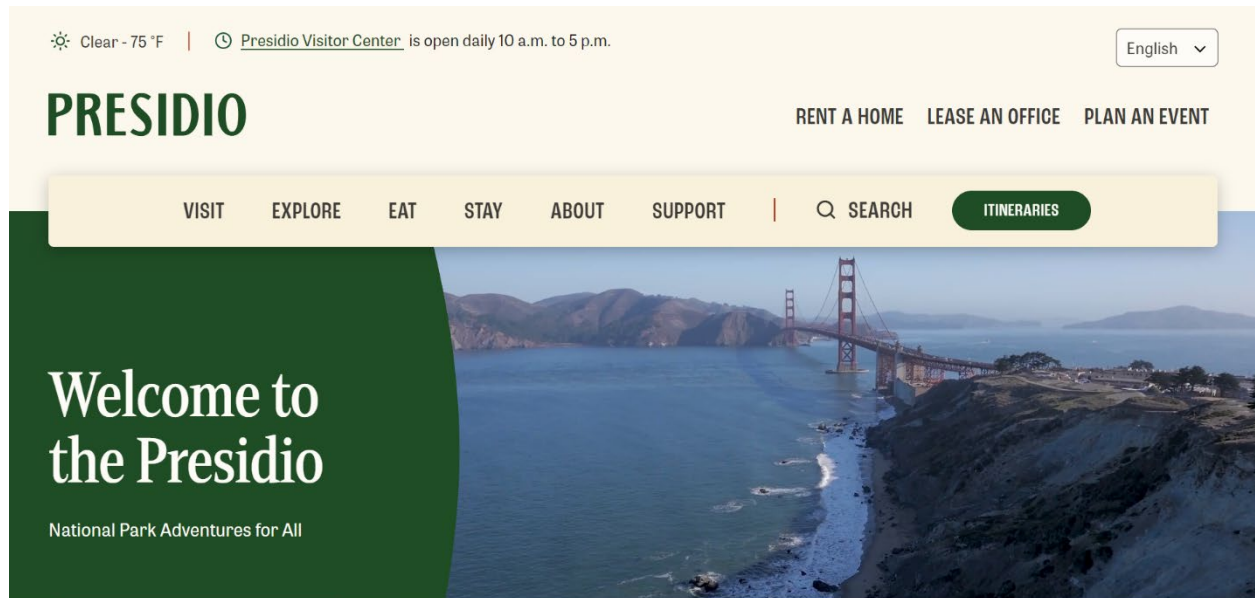 Clear - 75 °F | Presidio Visitor Center is open daily 10 a.m. to 5 p.m.
English
PRESIDIO
RENT A HOME LEASE AN OFFICE PLAN AN EVENT
VISIT EXPLORE EAT STAY ABOUT SUPPORT | SEARCH ITINERARIES
Welcome to
the Presidio
National Park Adventures for All